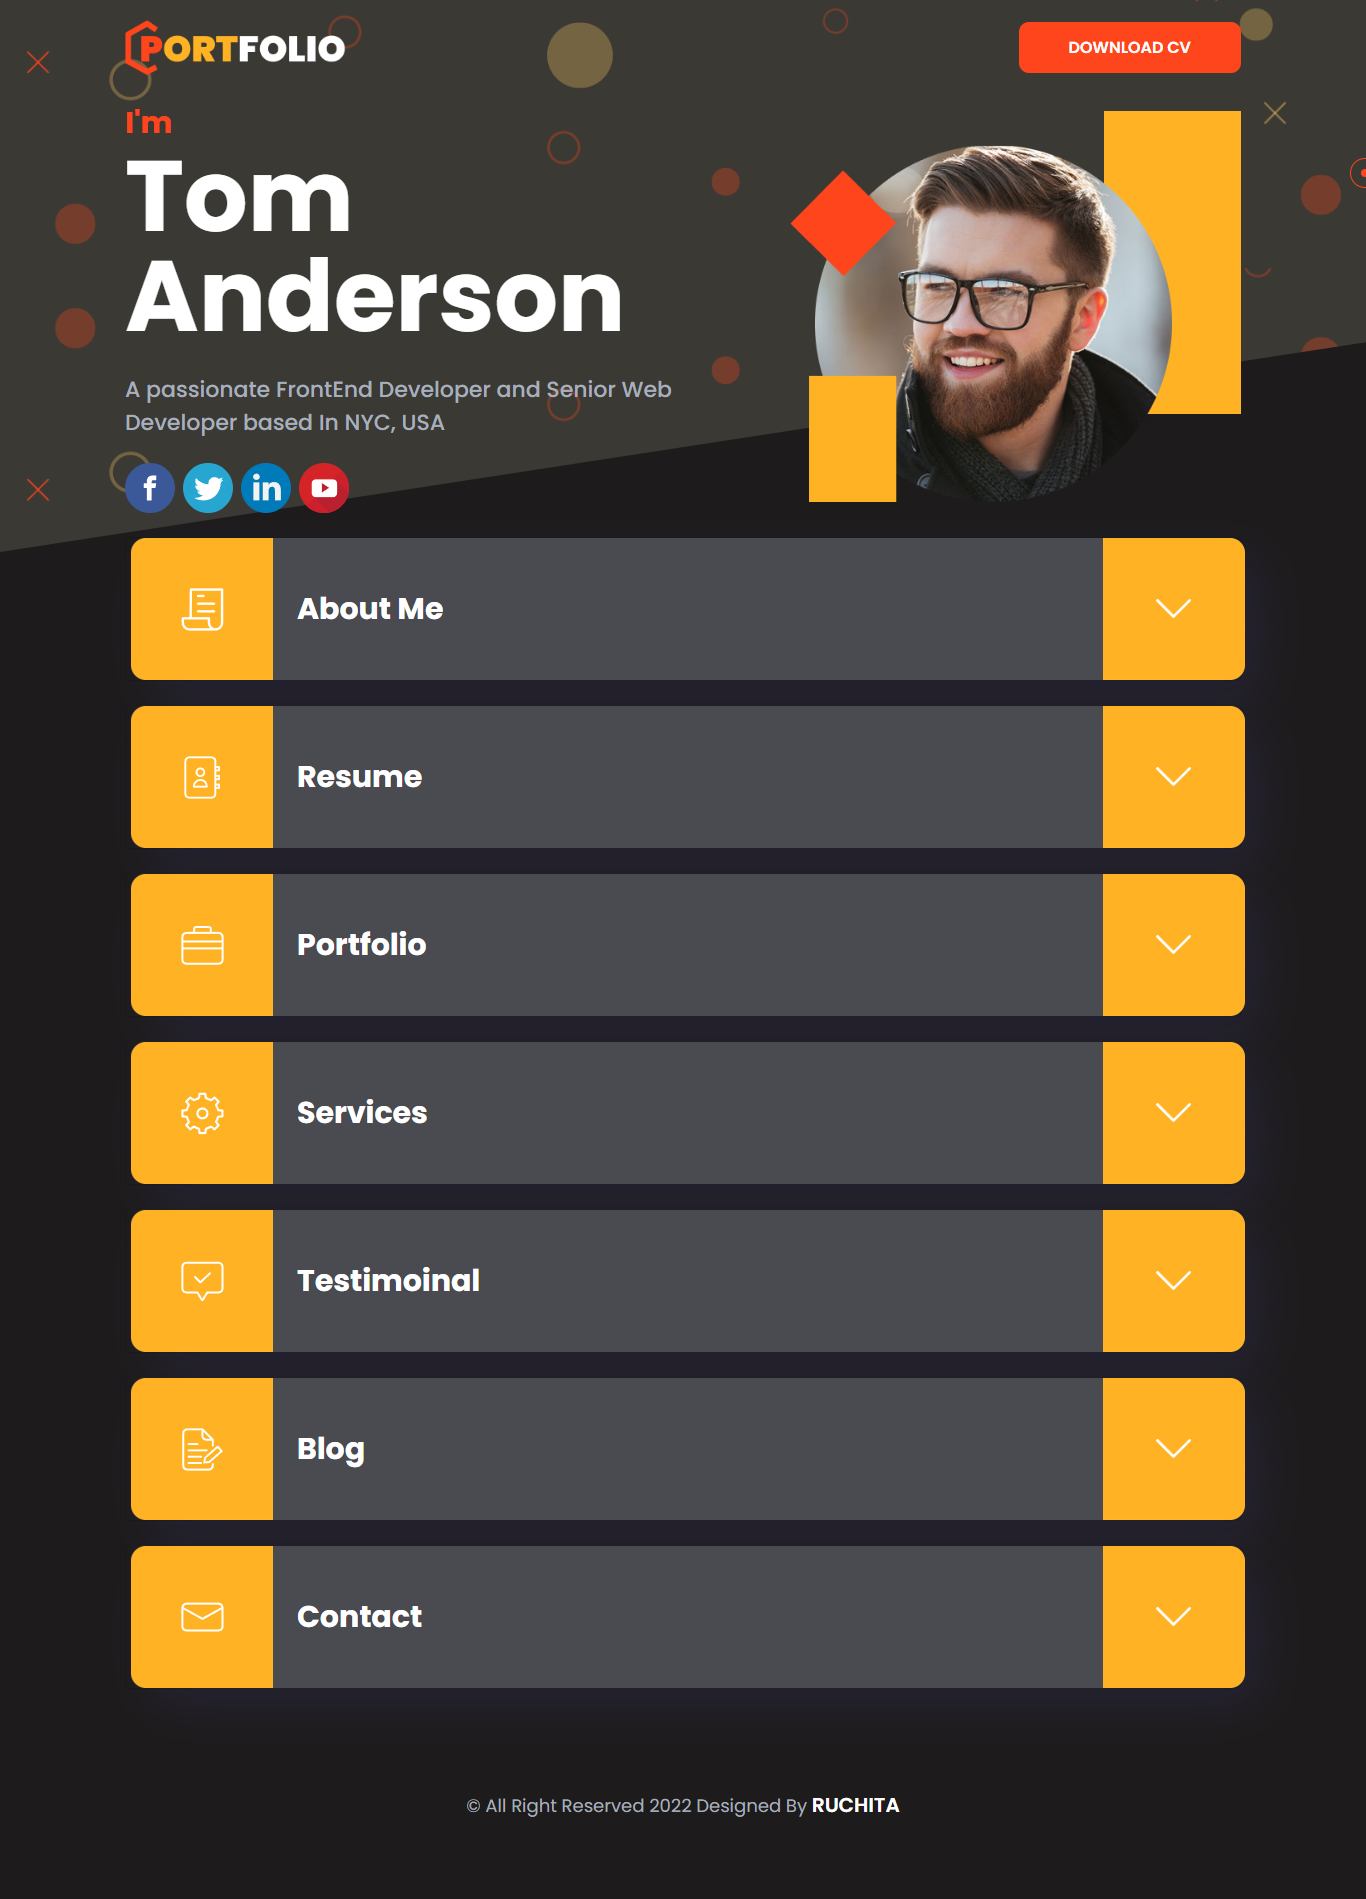 PORTFOLIO
DOWNLOAD CV
I'm
Tom
Anderson
A passionate FrontEnd Developer and Senior Web
Developer based In NYC, USA
About Me
Resume
Portfolio
Services
Testimoinal
Blog
Contact
© All Right Reserved 2022 Designed By RUCHITA